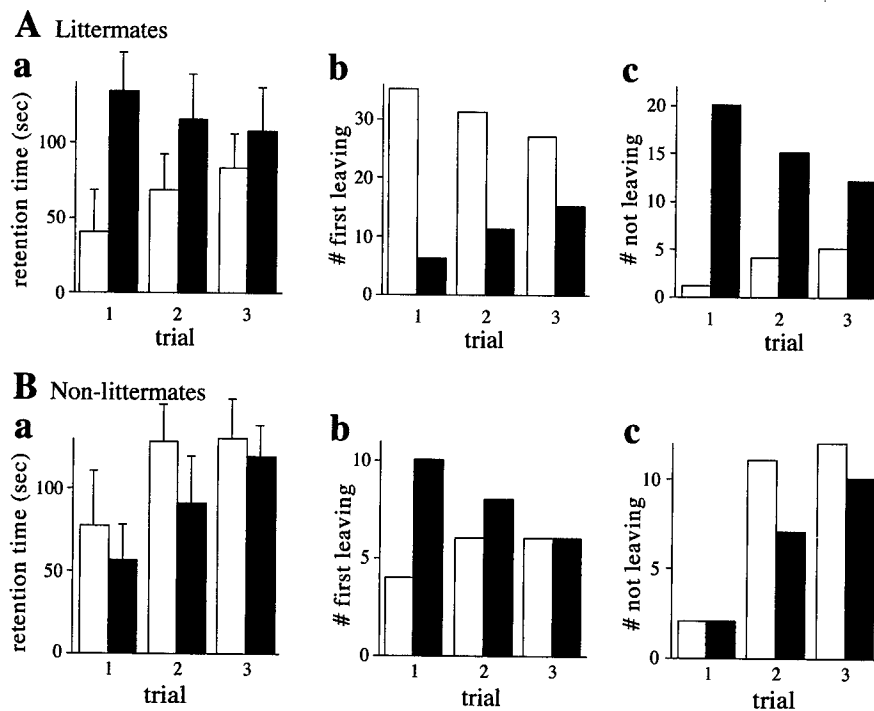 A Littermates
a
retention time (sec)
100
50
0
1 2 3
trial
b
# first leaving
30
20
10
0
1 2 3
trial
c
# not leaving
20
15
10
5
0
1 2 3
trial
B Non-littermates
a
retention time (sec)
100
50
0
1 2 3
trial
b
# first leaving
10
5
0
1 2 3
trial
c
# not leaving
10
5
0
1 2 3
trial